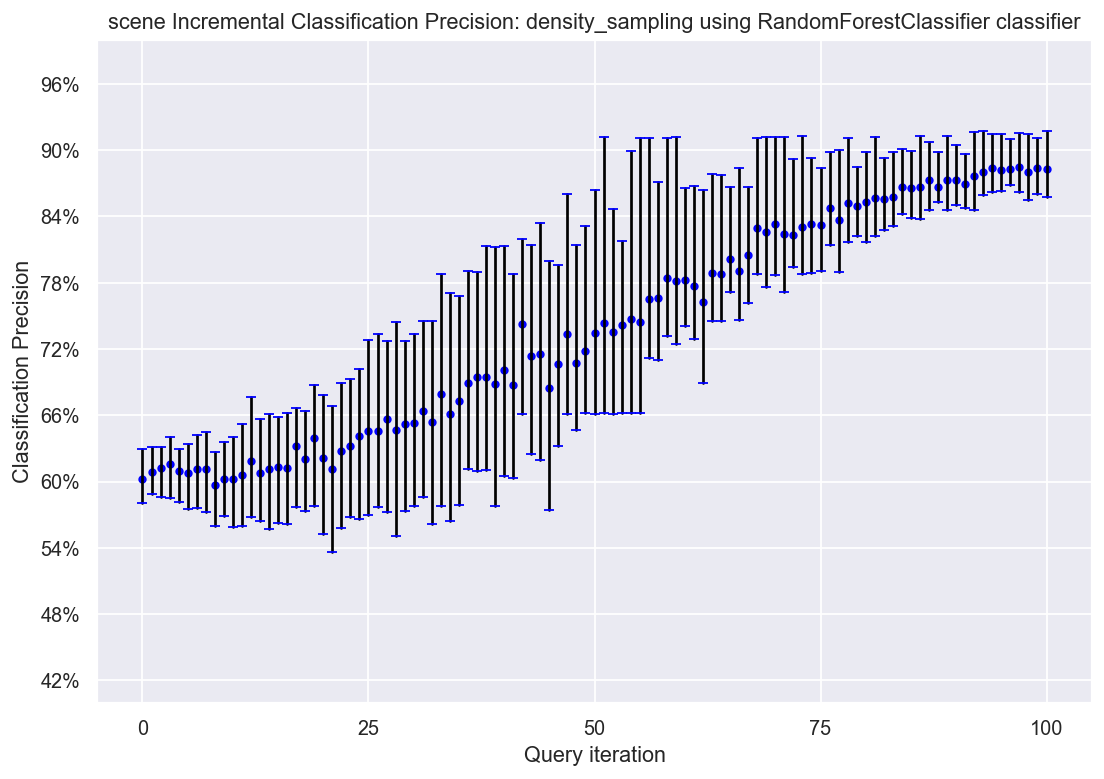 scene Incremental Classification Precision: density_sampling using RandomForestClassifier classifier
96%
90%
84%
78%
72%
66%
60%
54%
48%
42%
Classification Precision
0 25 50 75 100
Query iteration